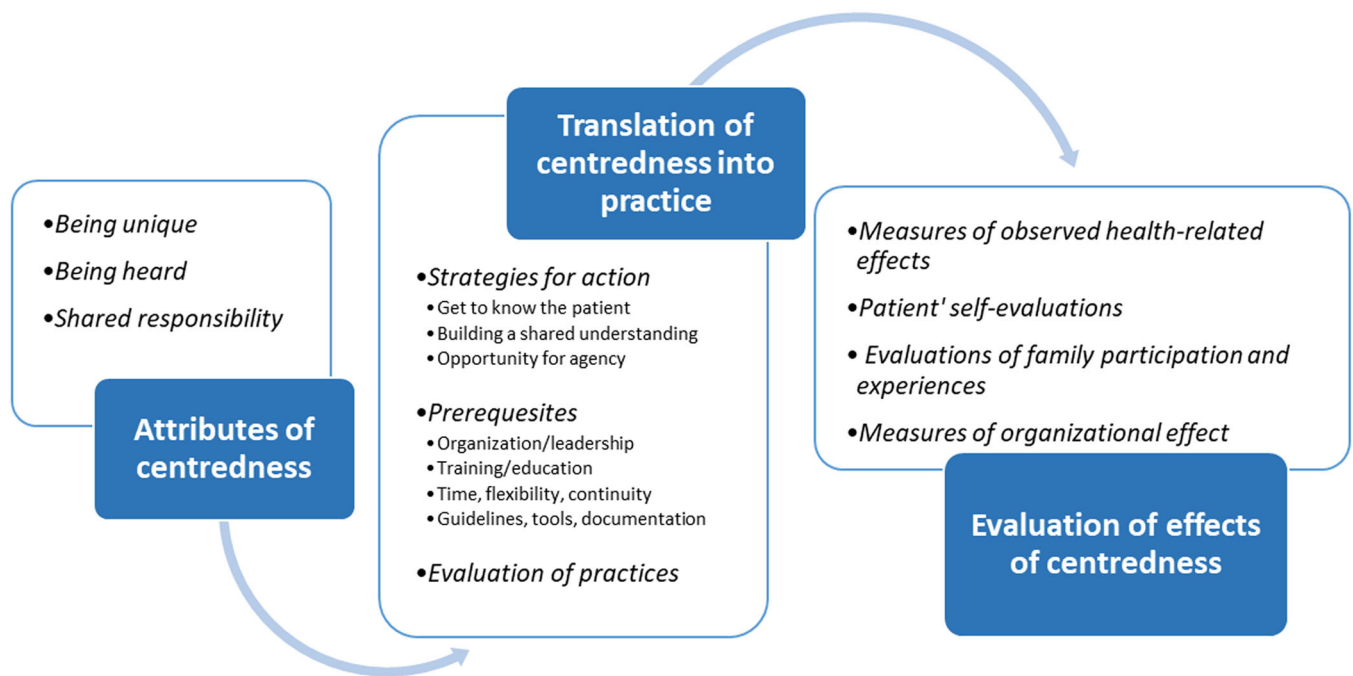 •Being unique
•Being heard
•Shared responsibility
Attributes of
centredness
Translation of
centredness into
practice
•Strategies for action
•Get to know the patient
•Building a shared understanding
•Opportunity for agency
•Prerequesites
•Organization/leadership
•Training/education
•Time, flexibility, continuity
•Guidelines, tools, documentation
•Evaluation of practices
•Measures of observed health-related
effects
•Patient' self-evaluations
• Evaluations of family participation and
experiences
•Measures of organizational effect
Evaluation of effects
of centredness